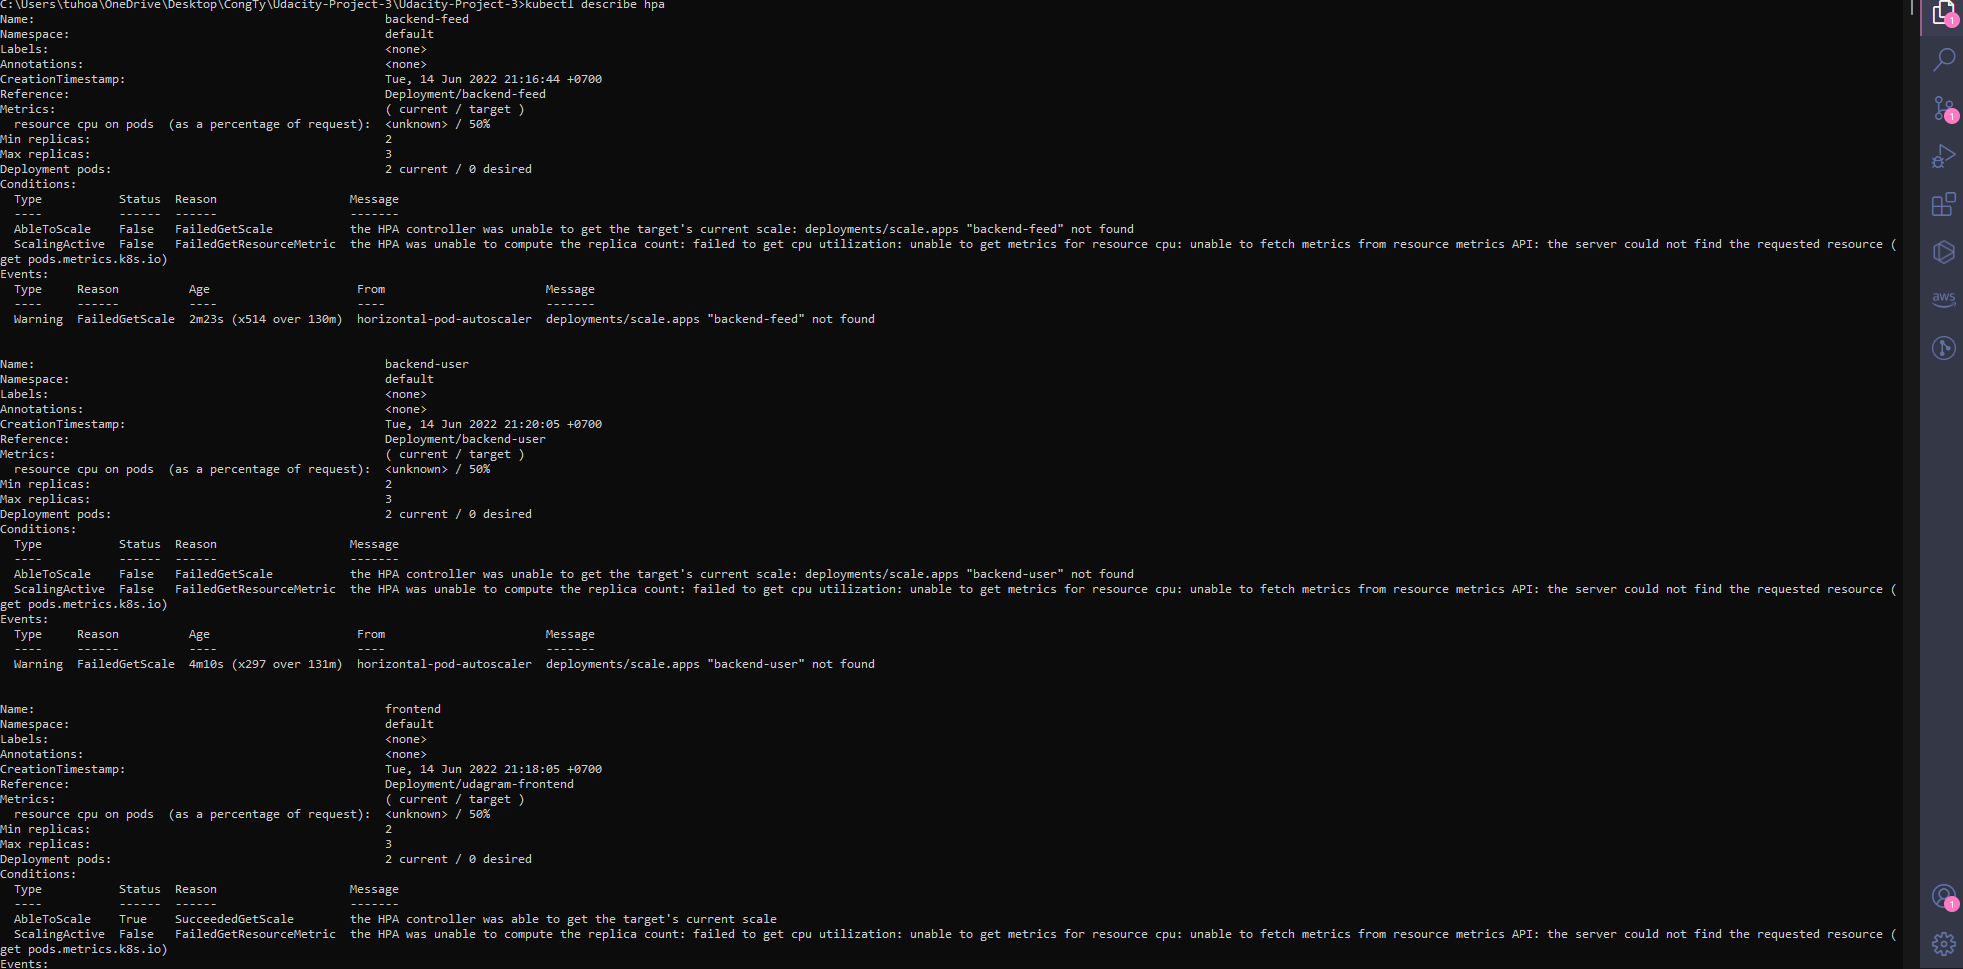 C:\Users\tuhoa\OneDrive\Desktop\CongTy\Udacity-Project-3\Udacity-Project-3>kubectl describe hpa
Name: backend-feed
Namespace: default
Labels: <none>
Annotations: <none>
CreationTimestamp: Tue, 14 Jun 2022 21:16:44 +0700
Reference: Deployment/backend-feed
Metrics: ( current / target )
resource cpu on pods (as a percentage of request): <unknown> / 50%
Min replicas: 2
Max replicas: 3
Deployment pods: 2 current / 0 desired
Conditions:
Type Status Reason Message
---- ------ ------ -------
AbleToScale False FailedGetScale the HPA controller was unable to get the target's current scale: deployments/scale.apps "backend-feed" not found
ScalingActive False FailedGetResourceMetric the HPA was unable to compute the replica count: failed to get cpu utilization: unable to get metrics for resource cpu: unable to fetch metrics from resource metrics API: the server could not find the requested resource (
get pods.metrics.k8s.io)
Events:
Type Reason Age From Message
---- ------ ---- ---- -------
Warning FailedGetScale 2m23s (x514 over 130m) horizontal-pod-autoscaler deployments/scale.apps "backend-feed" not found
Name: backend-user
Namespace: default
Labels: <none>
Annotations: <none>
CreationTimestamp: Tue, 14 Jun 2022 21:20:05 +0700
Reference: Deployment/backend-user
Metrics: ( current / target )
resource cpu on pods (as a percentage of request): <unknown> / 50%
Min replicas: 2
Max replicas: 3
Deployment pods: 2 current / 0 desired
Conditions:
Type Status Reason Message
---- ------ ------ -------
AbleToScale False FailedGetScale the HPA controller was unable to get the target's current scale: deployments/scale.apps "backend-user" not found
ScalingActive False FailedGetResourceMetric the HPA was unable to compute the replica count: failed to get cpu utilization: unable to get metrics for resource cpu: unable to fetch metrics from resource metrics API: the server could not find the requested resource (
get pods.metrics.k8s.io)
Events:
Type Reason Age From Message
---- ------ ---- ---- -------
Warning FailedGetScale 4m10s (x297 over 131m) horizontal-pod-autoscaler deployments/scale.apps "backend-user" not found
Name: frontend
Namespace: default
Labels: <none>
Annotations: <none>
CreationTimestamp: Tue, 14 Jun 2022 21:18:05 +0700
Reference: Deployment/udagram-frontend
Metrics: ( current / target )
resource cpu on pods (as a percentage of request): <unknown> / 50%
Min replicas: 2
Max replicas: 3
Deployment pods: 2 current / 0 desired
Conditions:
Type Status Reason Message
---- ------ ------ -------
AbleToScale True SucceededGetScale the HPA controller was able to get the target's current scale
ScalingActive False FailedGetResourceMetric the HPA was unable to compute the replica count: failed to get cpu utilization: unable to get metrics for resource cpu: unable to fetch metrics from resource metrics API: the server could not find the requested resource (
get pods.metrics.k8s.io)
Events:
1
1
aws
1